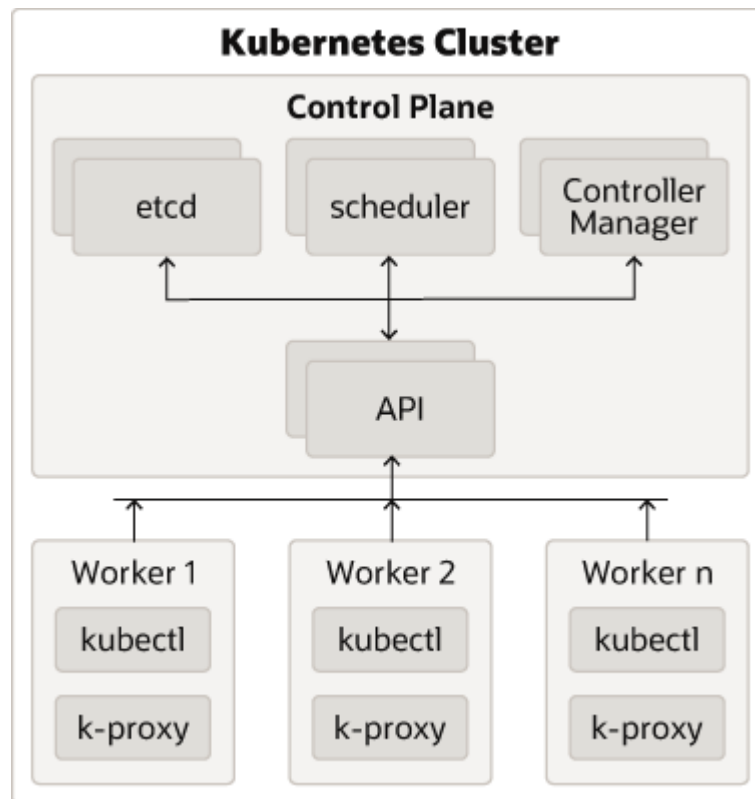 Kubernetes Cluster
Control Plane
etcd
scheduler
Controller
Manager
API
Worker 1
kubectl
k-proxy
Worker 2
kubectl
k-proxy
Worker n
kubectl
k-proxy